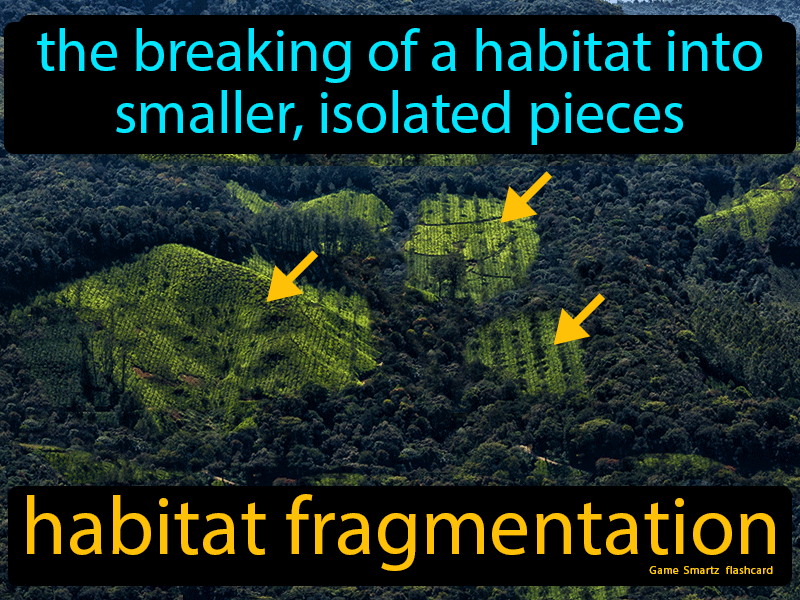 the breaking of a habitat into
smaller, isolated pieces
habitat fragmentation
Game Smartz flashcard